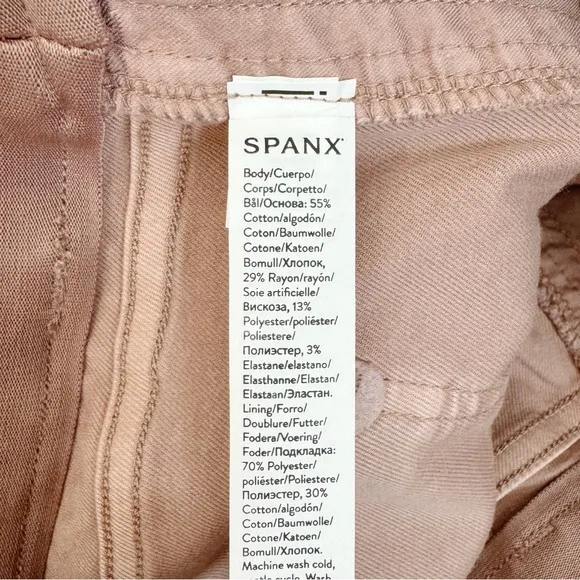 SPANX
Body/Cuerpo/
Corps/Corpetto/
Bål/Основа: 55%
Cotton/algodón/
Coton/Baumwolle/
Cotone/Katoen/
Bomull/Хлопок,
29% Rayon/rayón/
Soie artificielle/
Вискоза, 13%
Polyester/poliéster/
Poliestere/
Полиэстер, 3%
Elastane/elastano/
Elasthanne/Elastan/
Elastaan/Эластан.
Lining/Forro/
Doublure/Futter/
Fodera/Voering/
Foder/Подкладка:
70% Polyester/
poliéster/Poliestere/
Полиэстер, 30%
Cotton/algodón/
Coton/Baumwolle/
Cotone/Katoen/
Bomull/Хлопок.
Machine wash cold,
cycle. Wash